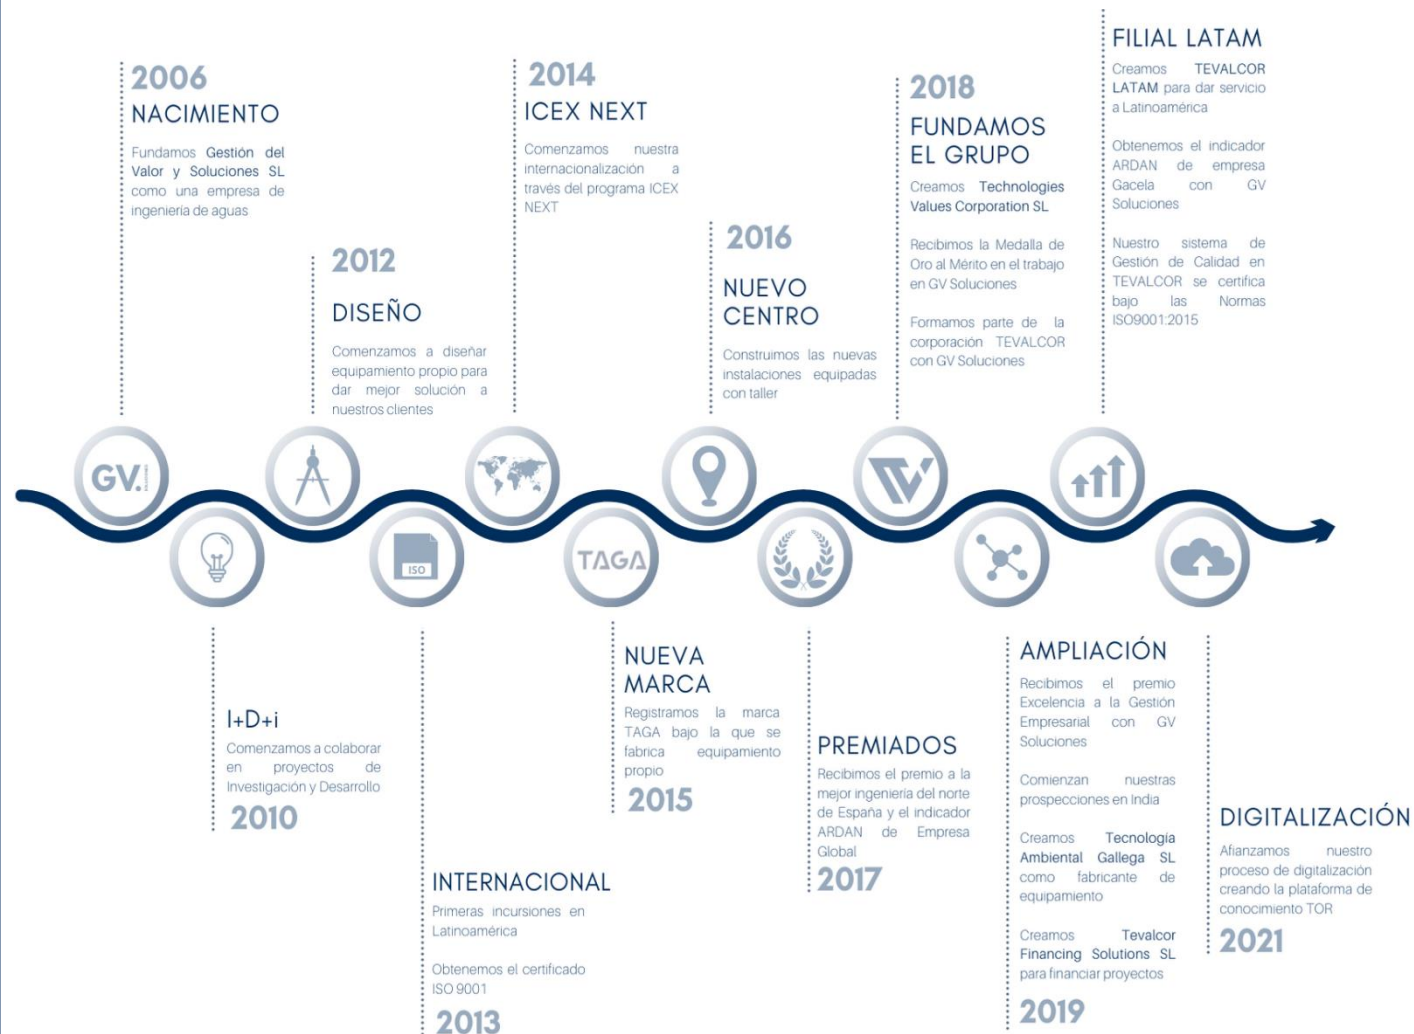 2006
NACIMIENTO
Fundamos Gestión del
Valor y Soluciones SL
como una empresa de
ingeniería de aguas
2012
DISEÑO
Comenzamos a diseñar
equipamiento propio para
dar mejor solución a
nuestros clientes
2014
ICEX NEXT
Comenzamos nuestra
internacionalización a
través del programa ICEX
NEXT
2016
NUEVO
CENTRO
Construimos las nuevas
instalaciones equipadas
con taller
2018
FUNDAMOS
EL GRUPO
Creamos Technologies
Values Corporation SL
Recibimos la Medalla de
Oro al Mérito en el trabajo
en GV Soluciones
Formamos parte de la
corporación TEVALCOR
con GV Soluciones
FILIAL LATAM
Creamos TEVALCOR
LATAM para dar servicio
a Latinoamérica
Obtenemos el indicador
ARDAN de empresa
Gacela con GV
Soluciones
Nuestro sistema de
Gestión de Calidad en
TEVALCOR se certifica
bajo las Normas
ISO9001:2015
GV.
ISO
TAGA
I+D+i
Comenzamos a colaborar
en proyectos de
Investigación y Desarrollo
2010
INTERNACIONAL
Primeras incursiones en
Latinoamérica
Obtenemos el certificado
ISO 9001
2013
NUEVA
MARCA
Registramos la marca
TAGA bajo la que se
fabrica equipamiento
propio
2015
PREMIADOS
Recibimos el premio a la
mejor ingeniería del norte
de España y el indicador
ARDAN de Empresa
Global
2017
AMPLIACIÓN
Recibimos el premio
Excelencia a la Gestión
Empresarial con GV
Soluciones
Comienzan nuestras
prospecciones en India
Creamos Tecnología
Ambiental Gallega SL
como fabricante de
equipamiento
Creamos Tevalcor
Financing Solutions SL
para financiar proyectos
2019
DIGITALIZACIÓN
Afianzamos nuestro
proceso de digitalización
creando la plataforma de
conocimiento TOR
2021